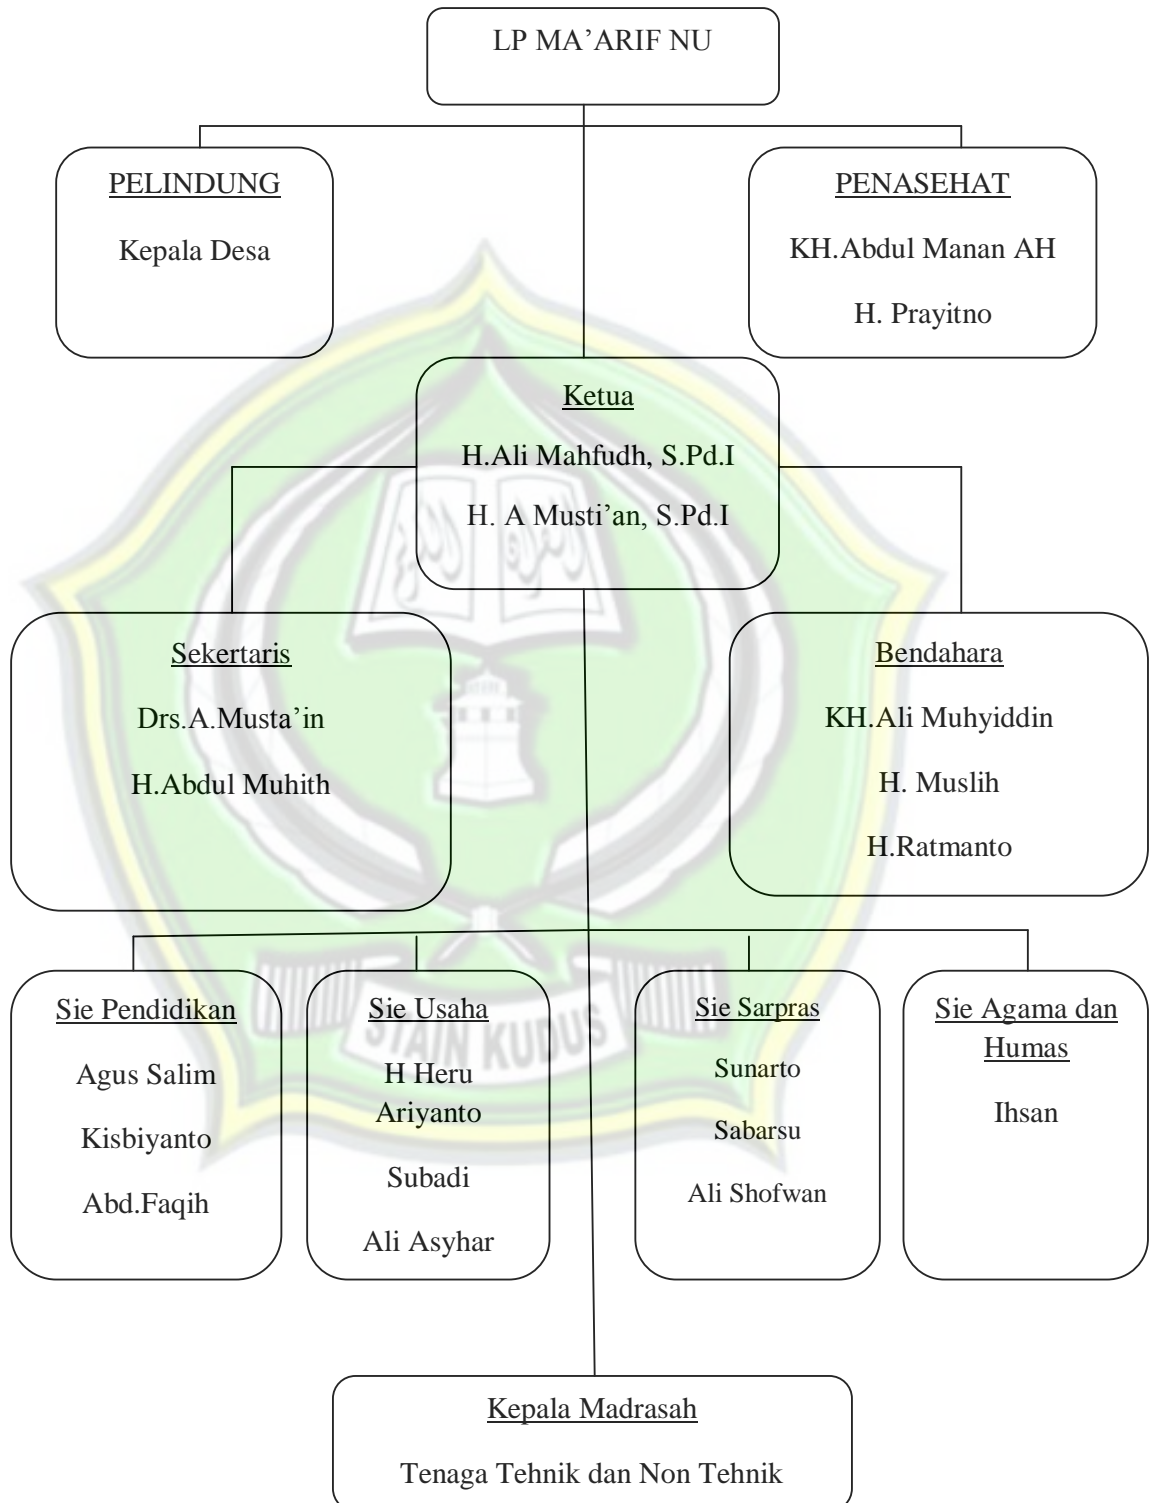 LP MA’ARIF NU
PELINDUNG
Kepala Desa
PENASEHAT
KH.Abdul Manan AH
H. Prayitno
Ketua
H.Ali Mahfudh, S.Pd.I
H. A Musti’an, S.Pd.I
Sekertaris
Drs.A.Musta’in
H.Abdul Muhith
Bendahara
KH.Ali Muhyiddin
H. Muslih
H.Ratmanto
Sie Pendidikan
Agus Salim
Kisbiyanto
Abd.Faqih
Sie Usaha
H Heru
Ariyanto
Subadi
Ali Asyhar
Sie Sarpras
Sunarto
Sabarsu
Ali Shofwan
Sie Agama dan
Humas
Ihsan
STAIN KUDUS
Kepala Madrasah
Tenaga Tehnik dan Non Tehnik